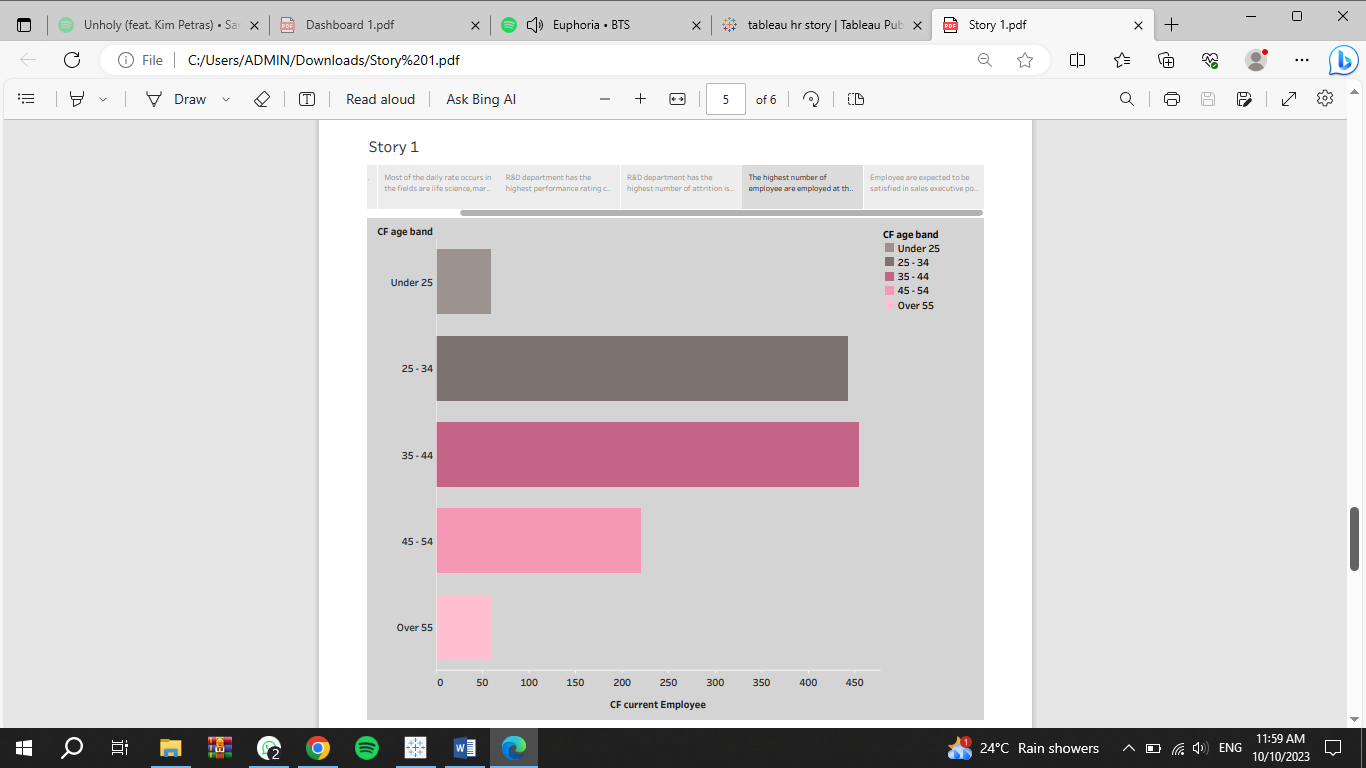 Unholy (feat. Kim Petras) • Sa
Dashboard 1.pdf
Euphoria • BTS
tableau hr story | Tableau Pub
Story 1.pdf
File
C:/Users/ADMIN/Downloads/Story%201.pdf
Draw
Read aloud
Ask Bing AI
5
of 6
Story 1
Most of the daily rate occurs in
the fields are life science,mar..
R&D department has the
highest performance rating c..
R&D department has the
highest number of attrition is..
The highest number of
employee are employed at th..
Employee are expected to be
satisfied in sales executive po..
CF age band
Under 25
25 - 34
35 - 44
45 - 54
Over 55
0 50 100 150 200 250 300 350 400 450
CF current Employee
CF age band
Under 25
25 - 34
35 - 44
45 - 54
Over 55
2
1
24°C Rain showers
ENG
11:59 AM
10/10/2023